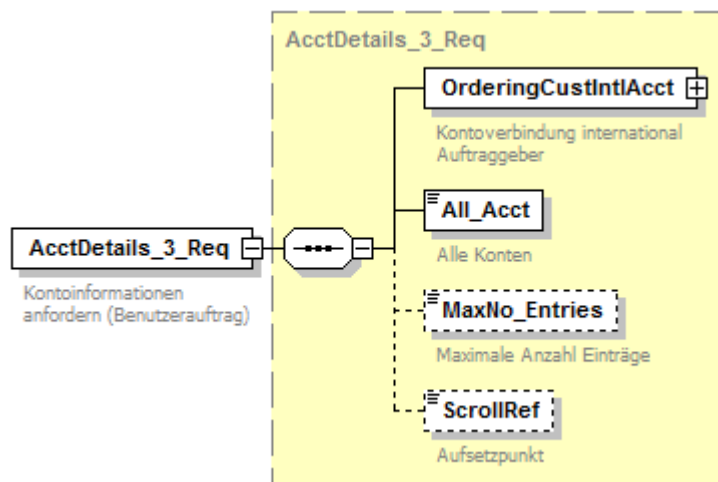 AcctDetails_3_Req
OrderingCustIntlAcct
Kontoverbindung international
Auftraggeber
All_Acct
Alle Konten
AcctDetails_3_Req
Kontoinformationen
anfordern (Benutzerauftrag)
MaxNo_Entries
Maximale Anzahl Einträge
ScrollRef
Aufsetzpunkt